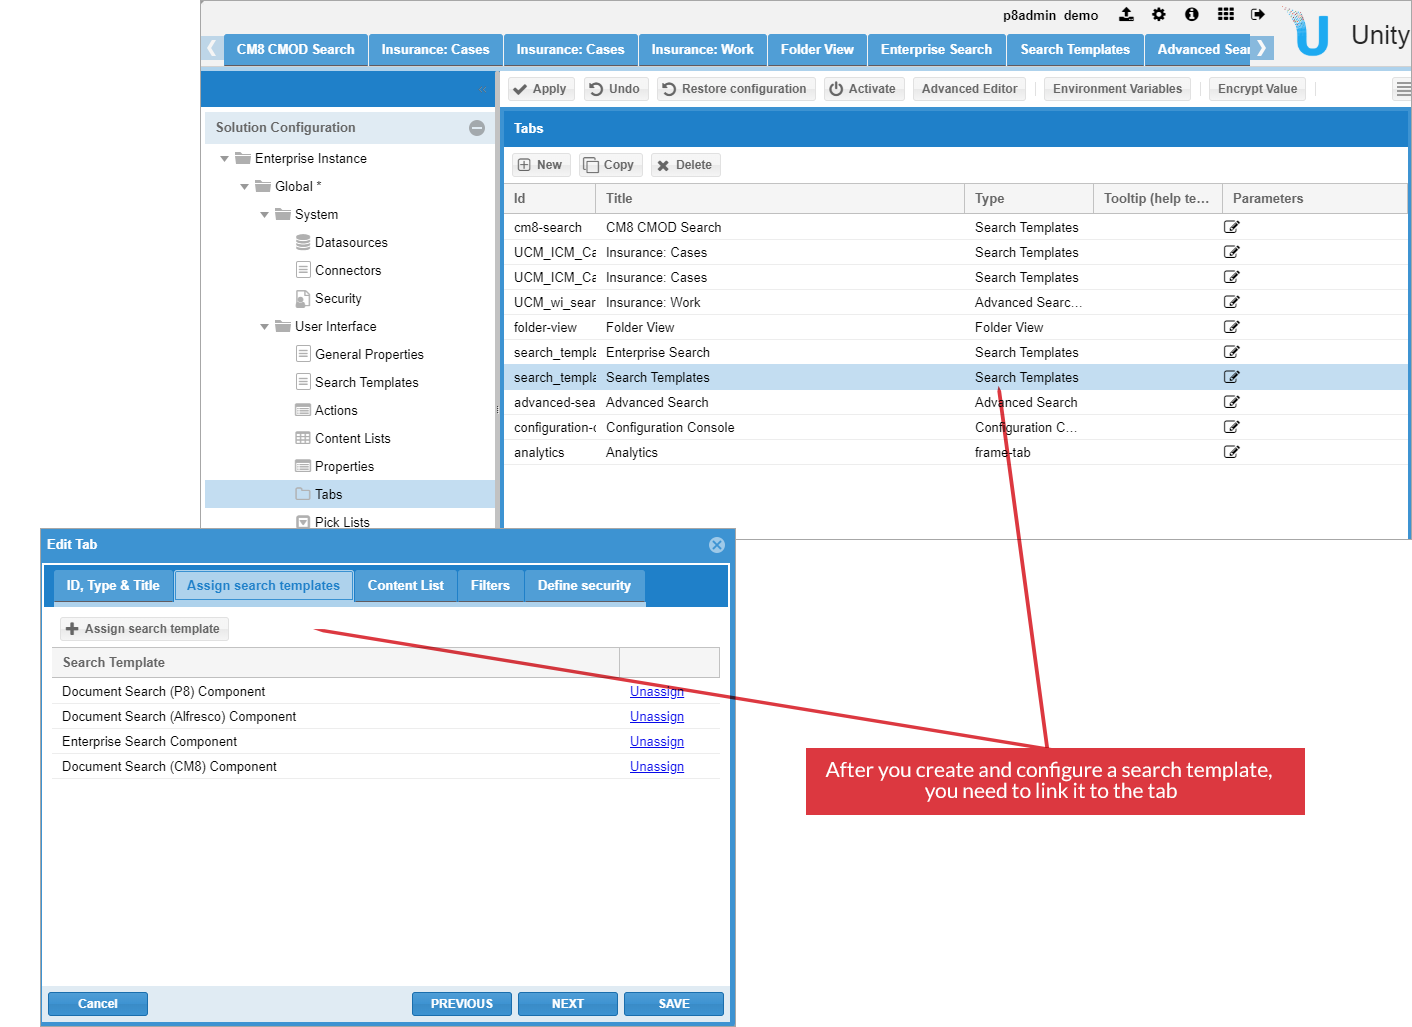 p8admin demo
Unity
CM8 CMOD Search
Insurance: Cases
Insurance: Cases
Insurance: Work
Folder View
Enterprise Search
Search Templates
Advanced Sear
Apply
Undo
Restore configuration
Activate
Advanced Editor
Environment Variables
Encrypt Value
Solution Configuration
Enterprise Instance
Global *
System
Datasources
Connectors
Security
User Interface
General Properties
Search Templates
Actions
Content Lists
Properties
Tabs
Pick Lists
Tabs
New
Copy
Delete
Id Title Type Tooltip (help te... Parameters
cm8-search CM8 CMOD Search Search Templates
UCM_ICM_Ca Insurance: Cases Search Templates
UCM_ICM_Ca Insurance: Cases Search Templates
UCM_wi_sear Insurance: Work Advanced Searc...
folder-view Folder View Folder View
search_templa Enterprise Search Search Templates
search_templa Search Templates Search Templates
advanced-sea Advanced Search Advanced Search
configuration-c Configuration Console Configuration C...
analytics Analytics frame-tab
Edit Tab
ID, Type & Title
Assign search templates
Content List
Filters
Define security
Assign search template
Search Template
Document Search (P8) Component Unassign
Document Search (Alfresco) Component Unassign
Enterprise Search Component Unassign
Document Search (CM8) Component Unassign
Cancel
PREVIOUS
NEXT
SAVE
After you create and configure a search template,
you need to link it to the tab